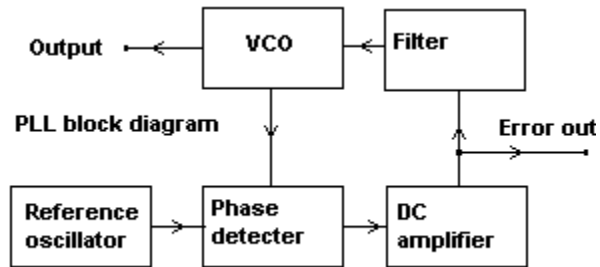 Output
VCO
Filter
PLL block diagram
Error out
Reference
oscillator
Phase
detecter
DC
amplifier